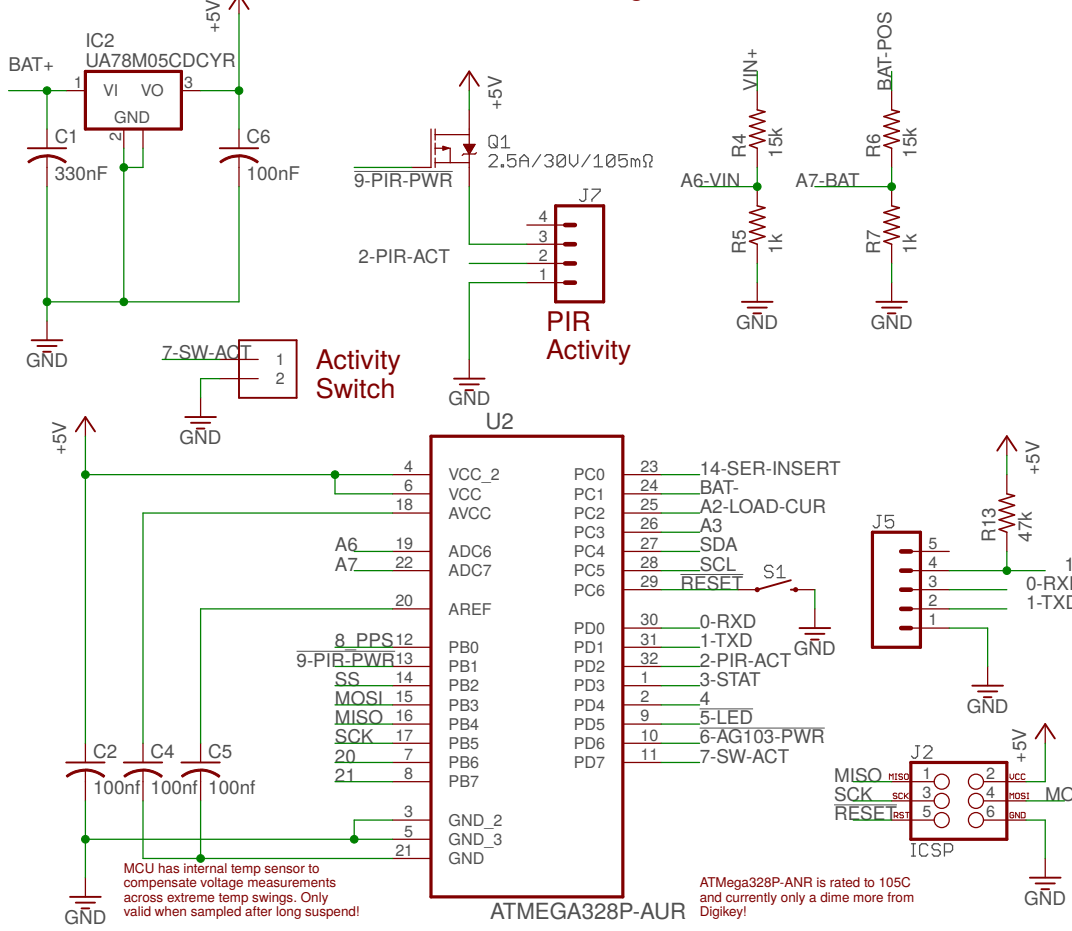 +5V
IC2
UA78M05CDCYR
BAT+
1
VI
VO
3
GND
2
C1
330nF
C6
100nF
GND
+5V
Q1
2.5A/30V/105mΩ
9-PIR-PWR
J7
4
3
2
1
2-PIR-ACT
PIR
Activity
GND
VIN+
R4
15k
A6-VIN
R5
1k
GND
BAT-POS
R6
15k
A7-BAT
R7
1k
GND
7-SW-ACT
1
2
Activity
Switch
GND
U2
+5V
4 VCC_2
6 VCC
18 AVCC
A6 19 ADC6
A7 22 ADC7
20 AREF
8_PPS 12 PB0
9-PIR-PWR 13 PB1
SS 14 PB2
MOSI 15 PB3
MISO 16 PB4
SCK 17 PB5
20 7 PB6
21 8 PB7
3 GND_2
5 GND_3
21 GND
PC0 23 14-SER-INSERT
PC1 24 BAT-
PC2 25 A2-LOAD-CUR
PC3 26 A3
PC4 27 SDA
PC5 28 SCL
PC6 29 RESET
S1
GND
PD0 30 0-RXD
PD1 31 1-TXD
PD2 32 2-PIR-ACT
PD3 1 3-STAT
PD4 2 4
PD5 9 5-LED
PD6 10 6-AG103-PWR
PD7 11 7-SW-ACT
C2
100nf
C4
100nf
C5
100nf
GND
MCU has internal temp sensor to
compensate voltage measurements
across extreme temp swings. Only
valid when sampled after long suspend!
ATMEGA328P-AUR
ATMega328P-ANR is rated to 105C
and currently only a dime more from
Digikey!
+5V
R13
47k
J5
5
4
3
2
1
1
0-RXD
1-TXD
GND
J2
+5V
MISO MISO 1 2 VCC
SCK SCK 3 4 MOSI MO
RESET RST 5 6 GND
ICSP
GND